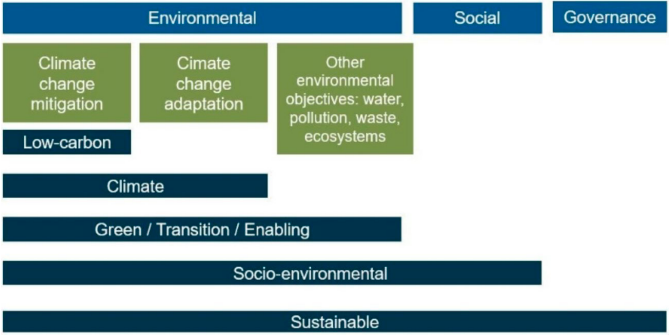 Environmental
Social
Governance
Climate
change
mitigation
Cimate
change
adaptation
Other
environmental
objectives: water,
pollution, waste,
ecosystems
Low-carbon
Climate
Green / Transition / Enabling
Socio-environmental
Sustainable